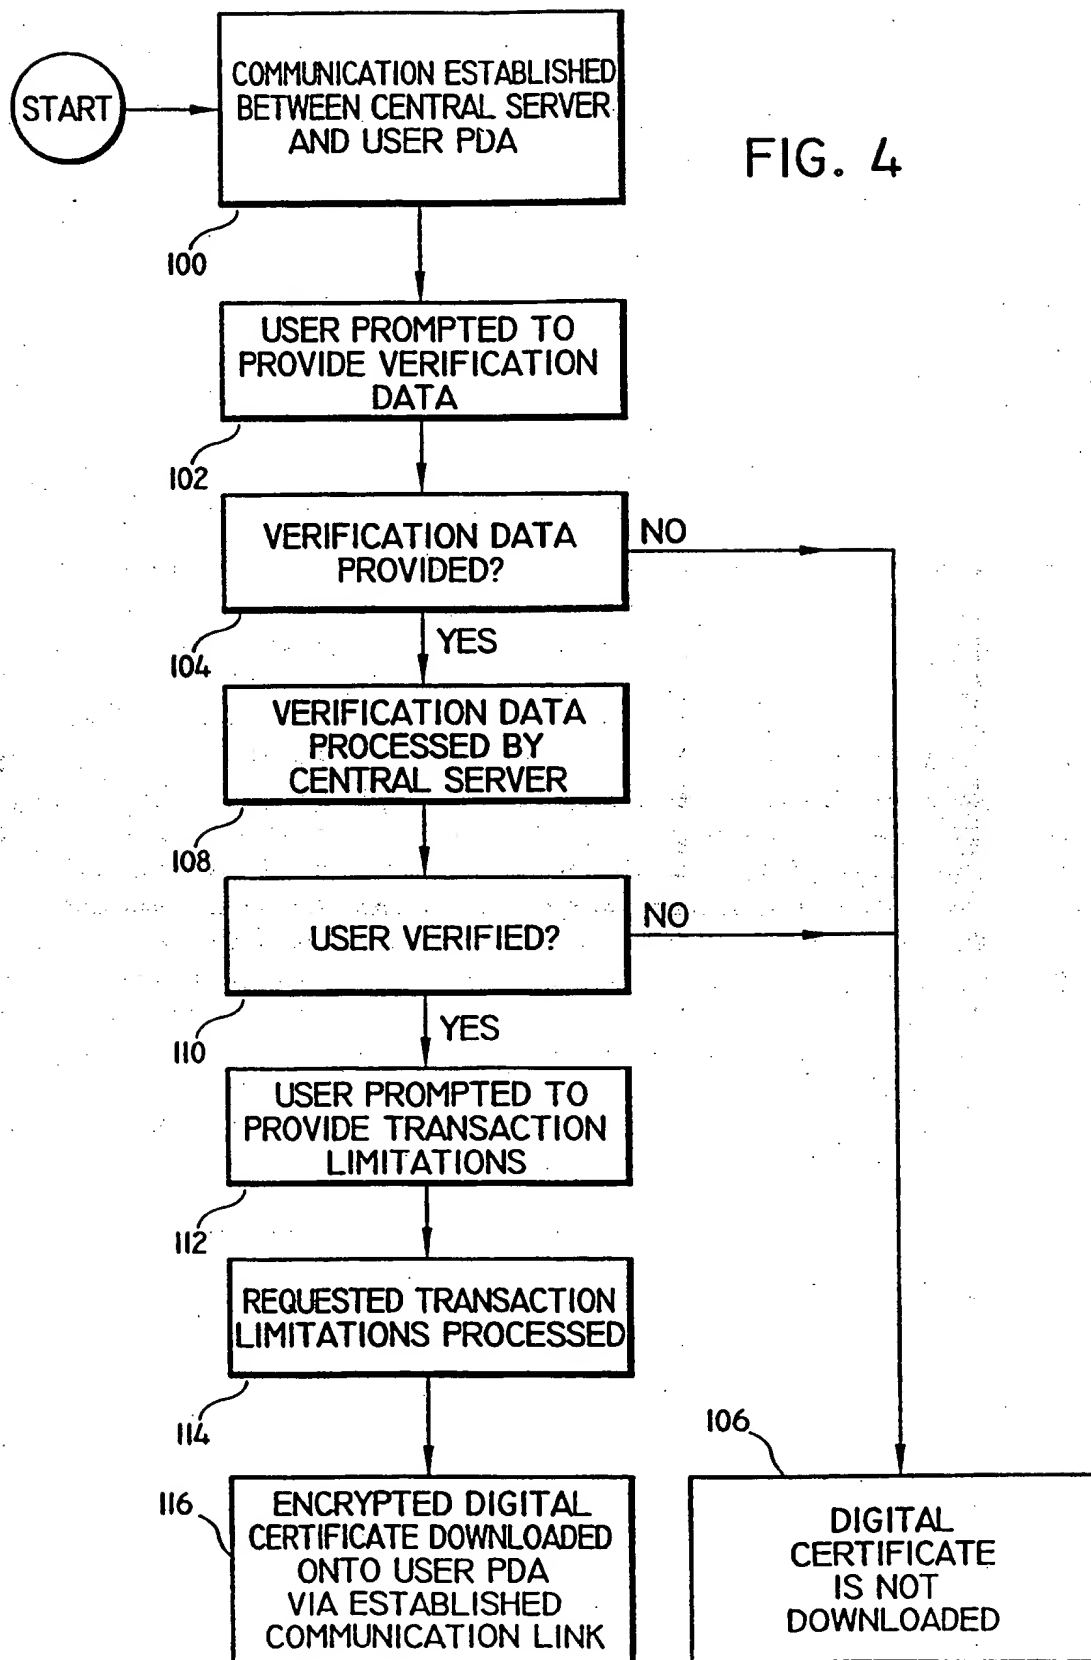 START
COMMUNICATION ESTABLISHED
BETWEEN CENTRAL SERVER
AND USER PDA
FIG. 4
100
USER PROMPTED TO
PROVIDE VERIFICATION
DATA
102
VERIFICATION DATA
PROVIDED?
NO
104
YES
VERIFICATION DATA
PROCESSED BY
CENTRAL SERVER
108
USER VERIFIED?
NO
110
YES
USER PROMPTED TO
PROVIDE TRANSACTION
LIMITATIONS
112
REQUESTED TRANSACTION
LIMITATIONS PROCESSED
114
116
ENCRYPTED DIGITAL
CERTIFICATE DOWNLOADED
ONTO USER PDA
VIA ESTABLISHED
COMMUNICATION LINK
106
DIGITAL
CERTIFICATE
IS NOT
DOWNLOADED